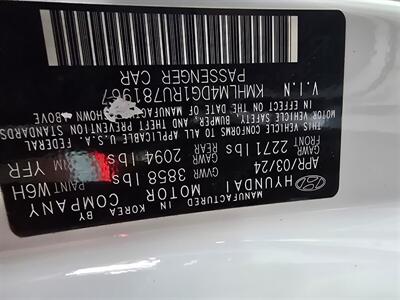 MANUFACTURED IN KOREA BY
HYUNDAI MOTOR COMPANY
APR/03/24 GVWR 3858 lbs PAINT W6H
GAWR FRONT 2271 lbs GAWR REAR 2094 lbs YFR
THIS VEHICLE CONFORMS TO ALL APPLICABLE U.S.A. FEDERAL
MOTOR VEHICLE SAFETY, BUMPER, AND THEFT PREVENTION STANDARDS
IN EFFECT ON THE DATE OF MANUFACTURE SHOWN ABOVE
V.I.N KMHLM4DG1RU781967 PASSENGER CAR